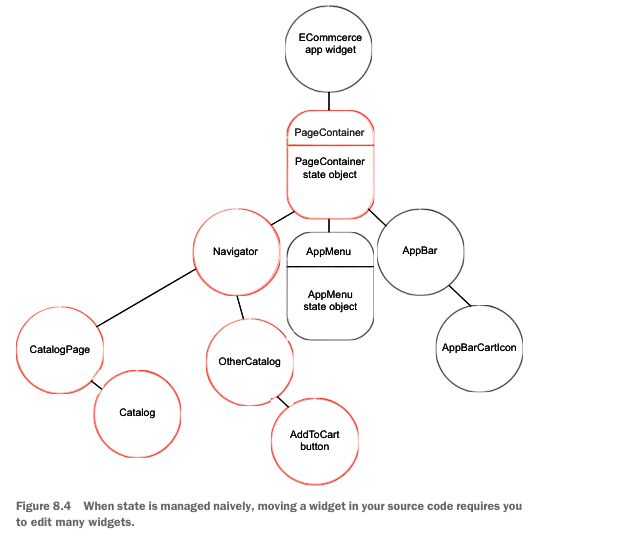 ECommcerce
app widget
PageContainer
PageContainer
state object
Navigator
AppMenu
AppMenu
state object
AppBar
CatalogPage
Catalog
OtherCatalog
AddToCart
button
AppBarCartIcon
Figure 8.4 When state is managed naively, moving a widget in your source code requires you
to edit many widgets.